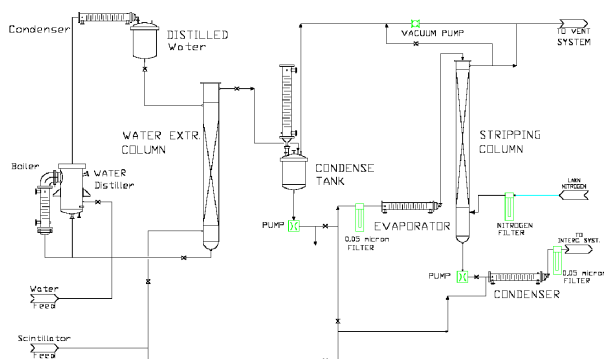 Condenser
DISTILLED
Water
VACUUM PUMP
TO VENT
SYSTEM
WATER EXTR.
COLUMN
STRIPPING
COLUMN
Boiler
WATER
Distiller
CONDENSE
TANK
NITROGEN
PUMP
EVAPORATOR
0,05 micron
FILTER
NITROGEN
FILTER
TO
INTERC. SYST.
PUMP
CONDENSER
0,05 micron
FILTER
Water
Feed
Scintillator
Feed